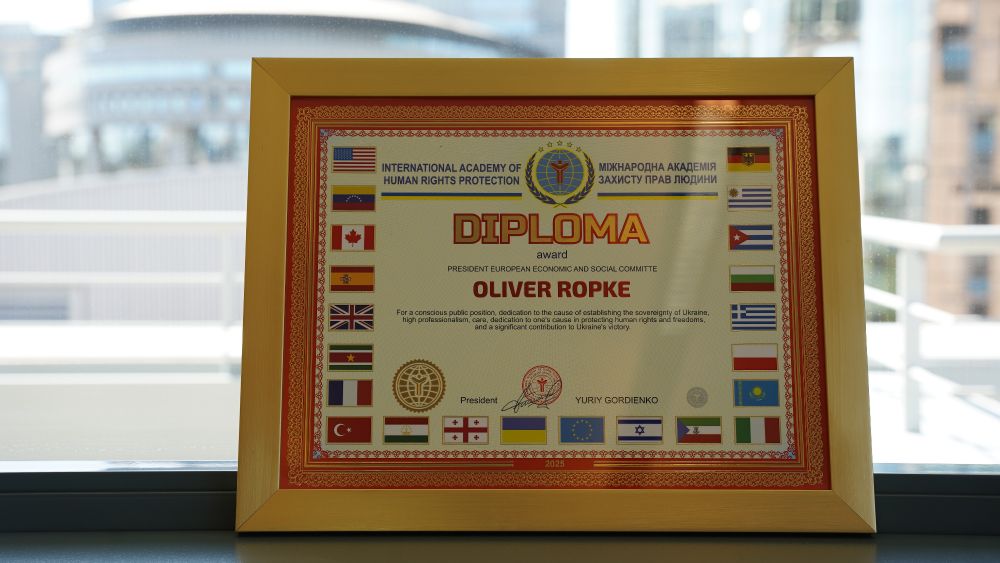 INTERNATIONAL ACADEMY OF
HUMAN RIGHTS PROTECTION
МІЖНАРОДНА АКАДЕМІЯ
ЗАХИСТУ ПРАВ ЛЮДИНИ
DIPLOMA
award
PRESIDENT EUROPEAN ECONOMIC AND SOCIAL COMMITTE
OLIVER ROPKE
For a conscious public position, dedication to the cause of establishing the sovereignty of Ukraine,
high professionalism, care, dedication to one's cause in protecting human rights and freedoms,
and a significant contribution to Ukraine's victory.
President
YURIY GORDIENKO
2025